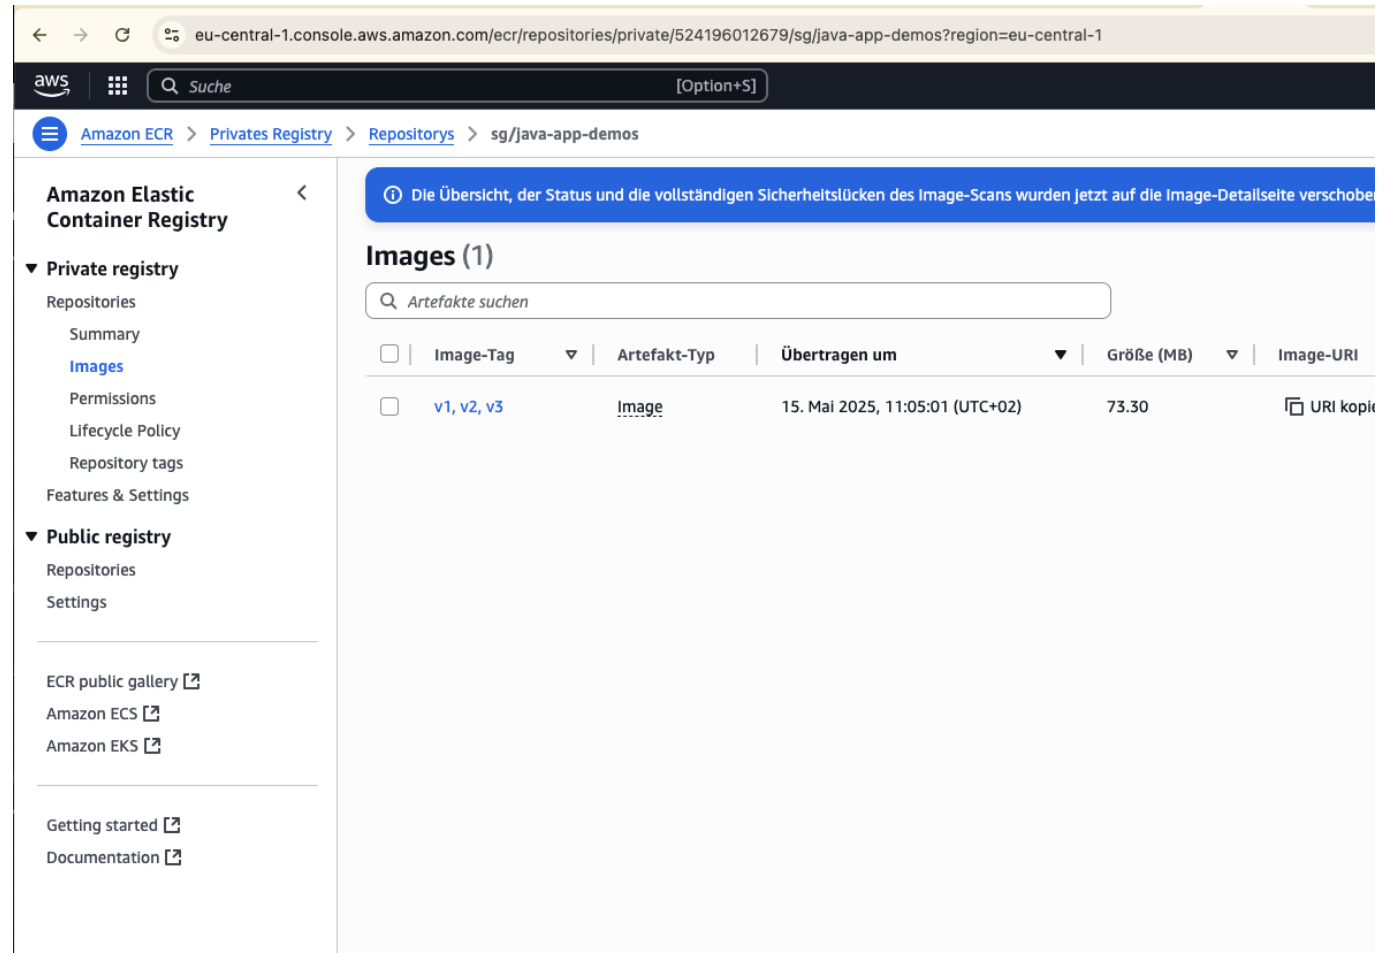 eu-central-1.console.aws.amazon.com/ecr/repositories/private/524196012679/sg/java-app-demos?region=eu-central-1
aws Suche [Option+S]
Amazon ECR > Privates Registry > Repositorys > sg/java-app-demos
Amazon Elastic
Container Registry
Private registry
Repositories
Summary
Images
Permissions
Lifecycle Policy
Repository tags
Features & Settings
Public registry
Repositories
Settings
ECR public gallery
Amazon ECS
Amazon EKS
Getting started
Documentation
Die Übersicht, der Status und die vollständigen Sicherheitslücken des Image-Scans wurden jetzt auf die Image-Detailseite verschoben
Images (1)
Artefakte suchen
Image-Tag Artefakt-Typ Übertragen um Größe (MB) Image-URI
v1, v2, v3 Image 15. Mai 2025, 11:05:01 (UTC+02) 73.30 URI kopie